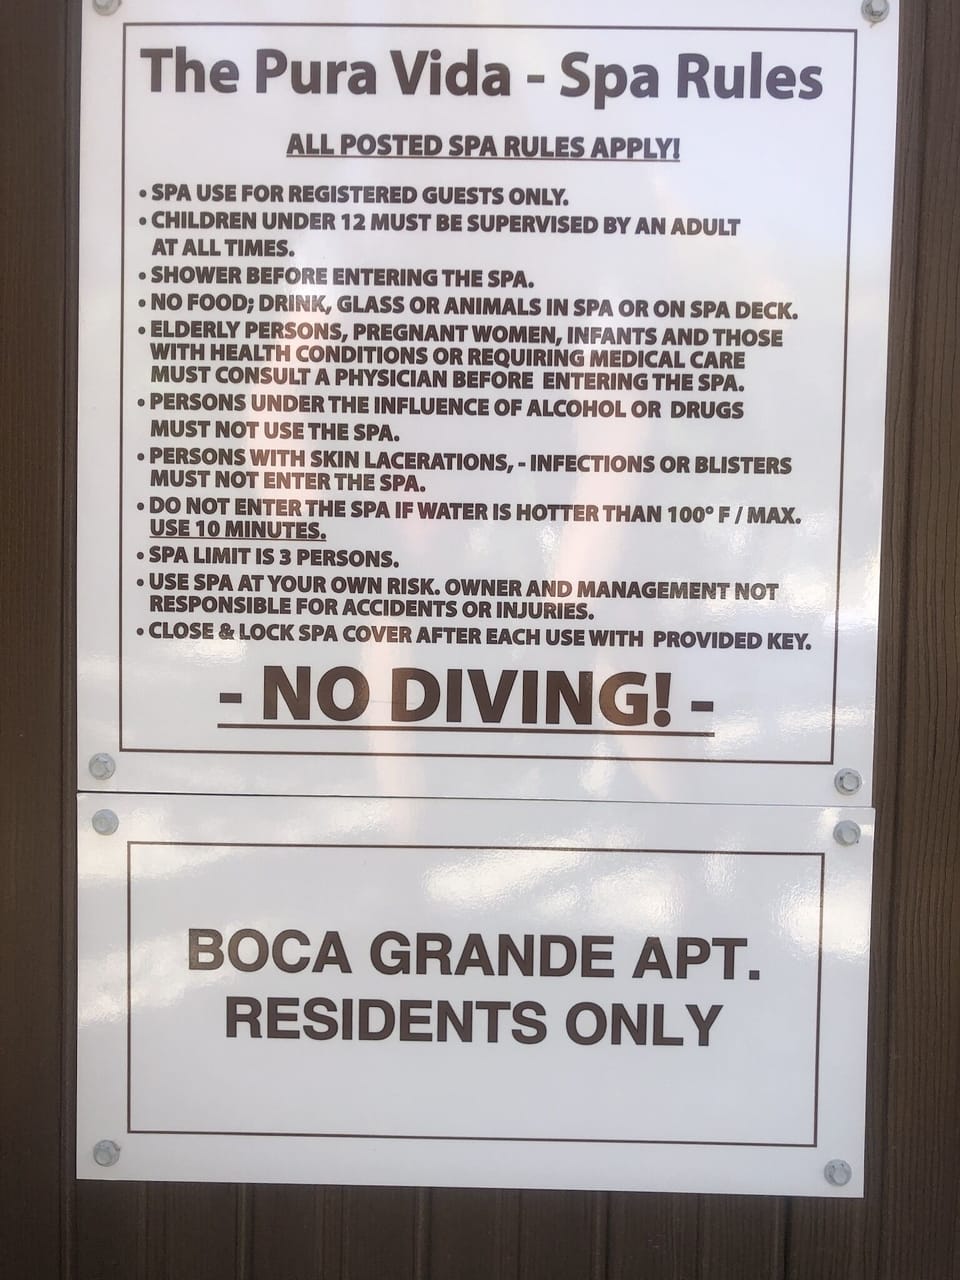 The Pura Vida - Spa Rules
ALL POSTED SPA RULES APPLY!
• SPA USE FOR REGISTERED GUESTS ONLY.
• CHILDREN UNDER 12 MUST BE SUPERVISED BY AN ADULT
AT ALL TIMES.
• SHOWER BEFORE ENTERING THE SPA.
• NO FOOD; DRINK, GLASS OR ANIMALS IN SPA OR ON SPA DECK.
• ELDERLY PERSONS, PREGNANT WOMEN, INFANTS AND THOSE
WITH HEALTH CONDITIONS OR REQUIRING MEDICAL CARE
MUST CONSULT A PHYSICIAN BEFORE ENTERING THE SPA.
• PERSONS UNDER THE INFLUENCE OF ALCOHOL OR DRUGS
MUST NOT USE THE SPA.
• PERSONS WITH SKIN LACERATIONS, - INFECTIONS OR BLISTERS
MUST NOT ENTER THE SPA.
• DO NOT ENTER THE SPA IF WATER IS HOTTER THAN 100° F / MAX.
USE 10 MINUTES.
• SPA LIMIT IS 3 PERSONS.
• USE SPA AT YOUR OWN RISK. OWNER AND MANAGEMENT NOT
RESPONSIBLE FOR ACCIDENTS OR INJURIES.
• CLOSE & LOCK SPA COVER AFTER EACH USE WITH PROVIDED KEY.
- NO DIVING! -
BOCA GRANDE APT.
RESIDENTS ONLY